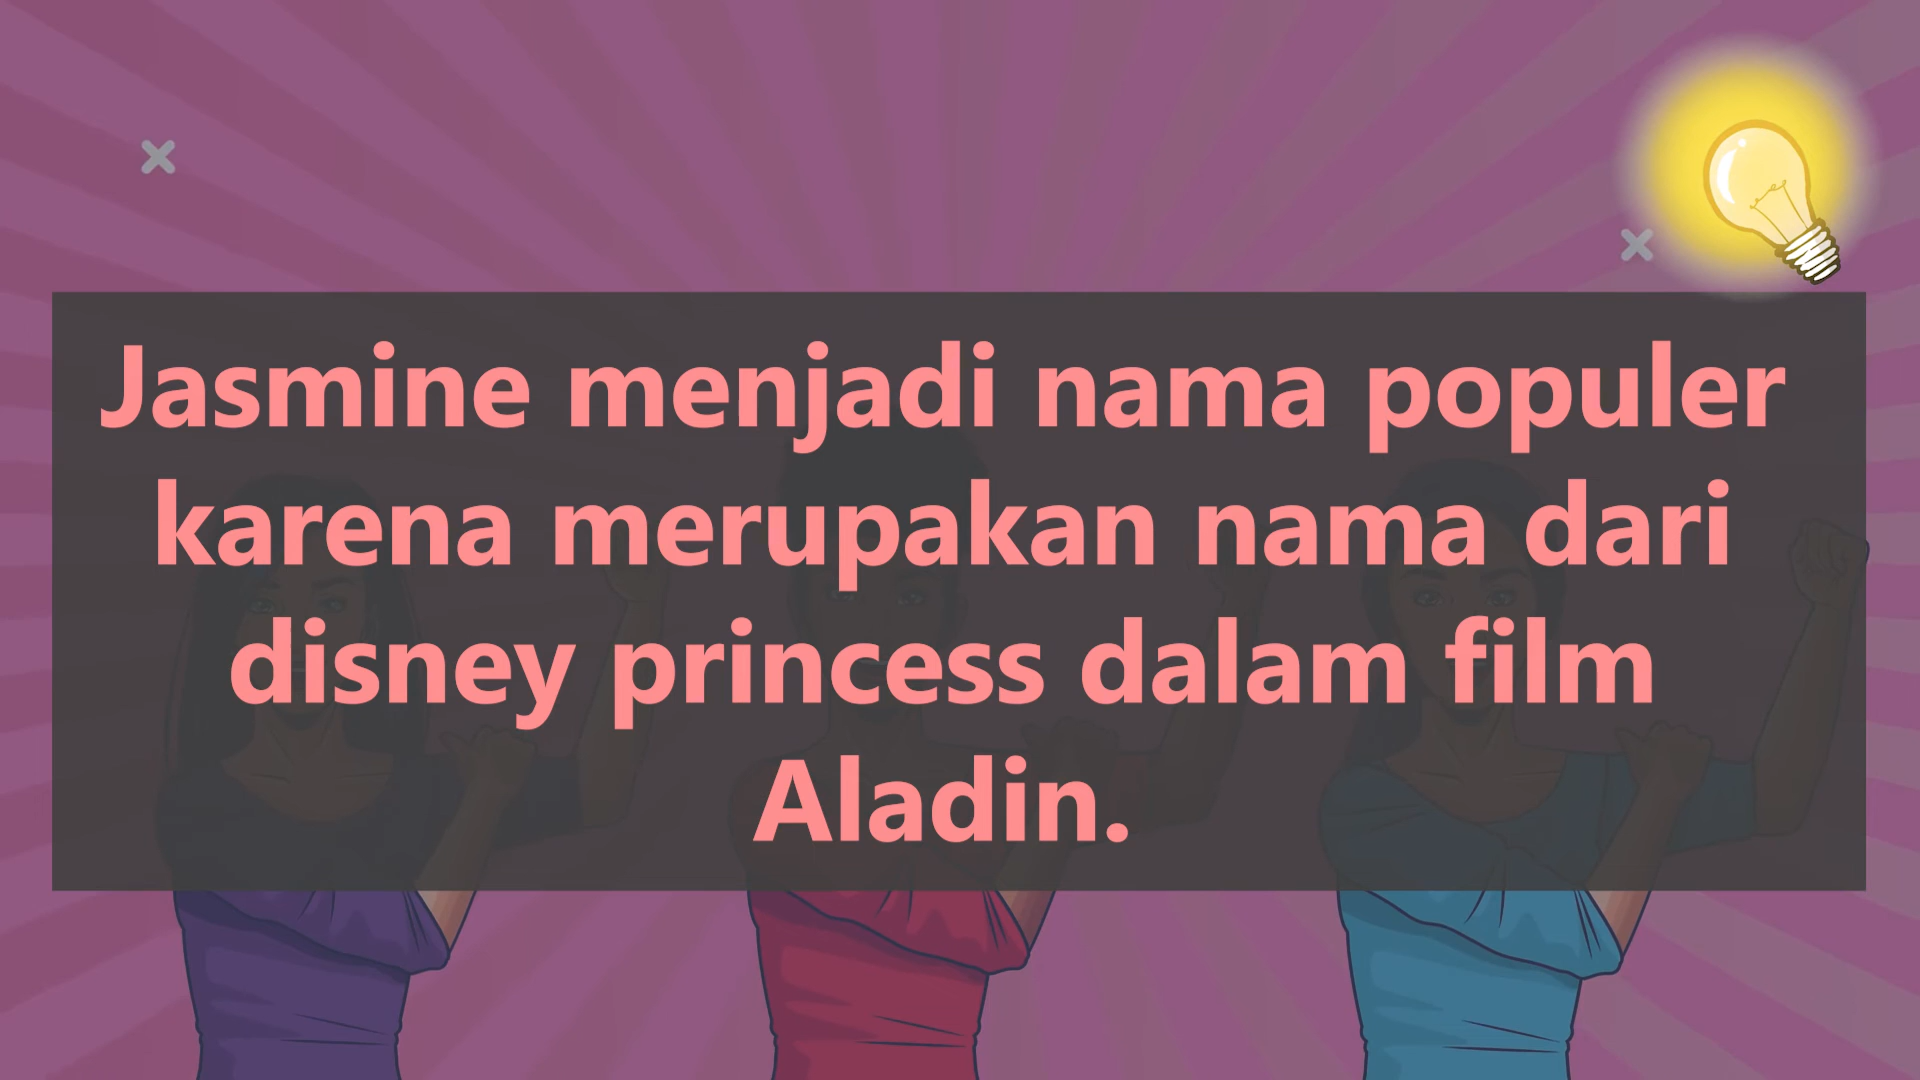 Jasmine menjadi nama populer
karena merupakan nama dari
disney princess dalam film
Aladin.